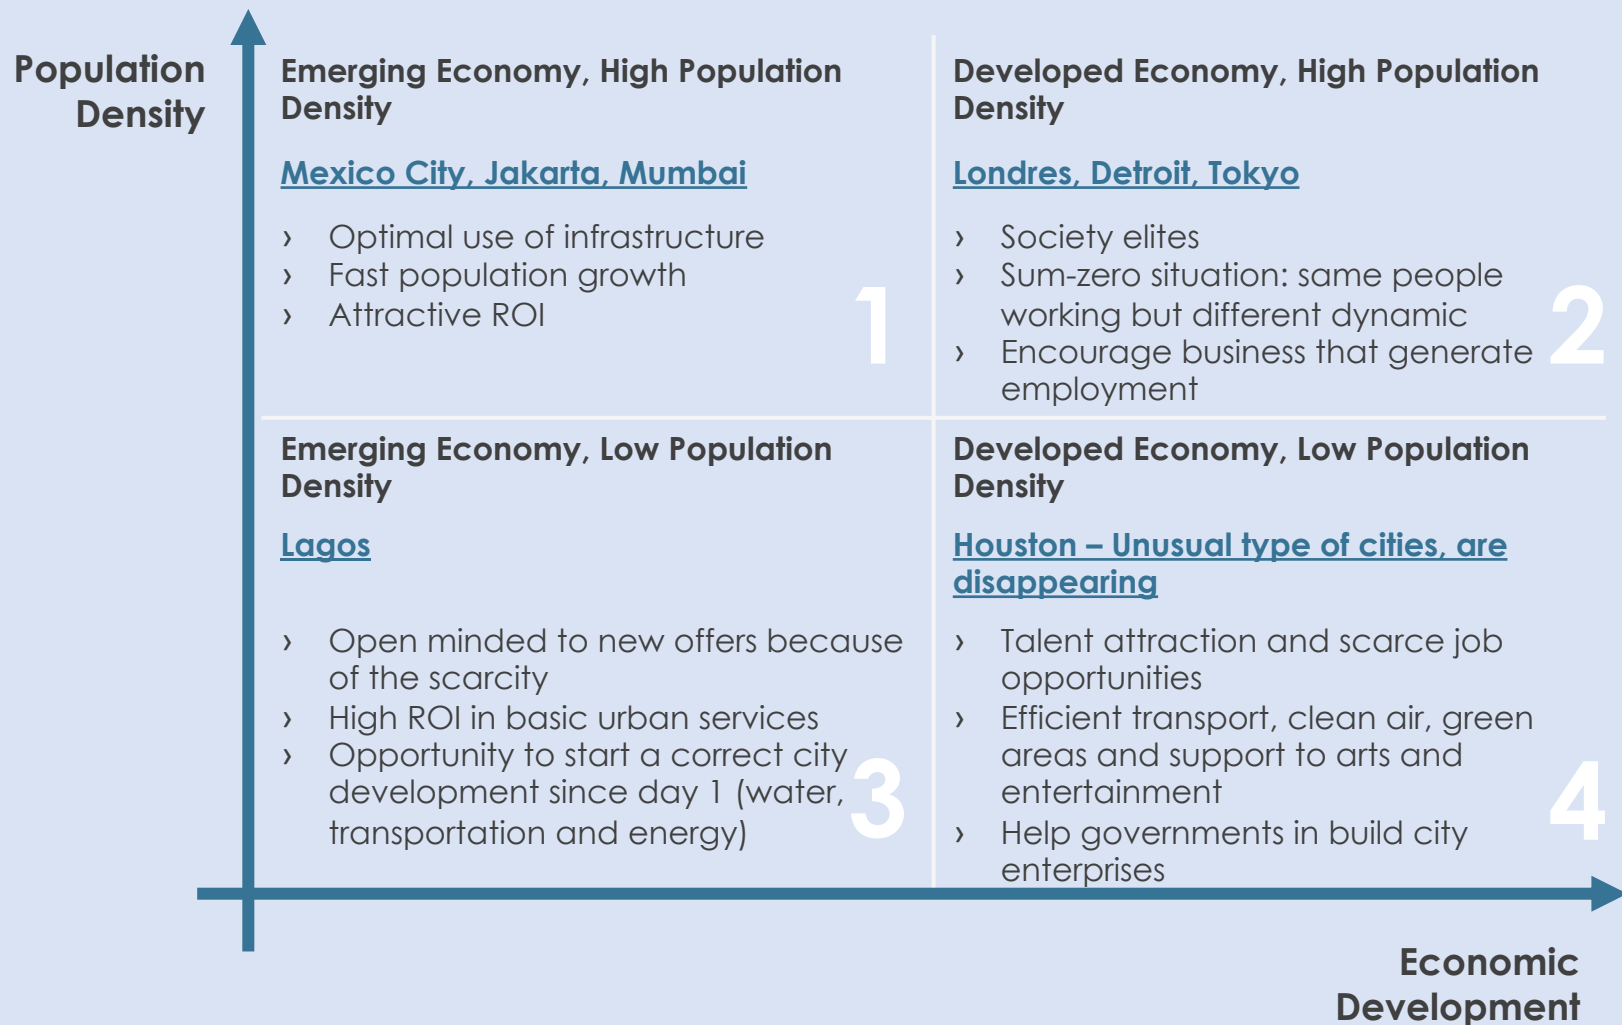 Population
Density
Emerging Economy, High Population
Density
Mexico City, Jakarta, Mumbai
› Optimal use of infrastructure
› Fast population growth
› Attractive ROI
1
Developed Economy, High Population
Density
Londres, Detroit, Tokyo
› Society elites
› Sum-zero situation: same people
working but different dynamic
› Encourage business that generate
employment
2
Emerging Economy, Low Population
Density
Lagos
› Open minded to new offers because
of the scarcity
› High ROI in basic urban services
› Opportunity to start a correct city
development since day 1 (water,
transportation and energy)
3
Developed Economy, Low Population
Density
Houston – Unusual type of cities, are
disappearing
› Talent attraction and scarce job
opportunities
› Efficient transport, clean air, green
areas and support to arts and
entertainment
› Help governments in build city
enterprises
4
Economic
Development